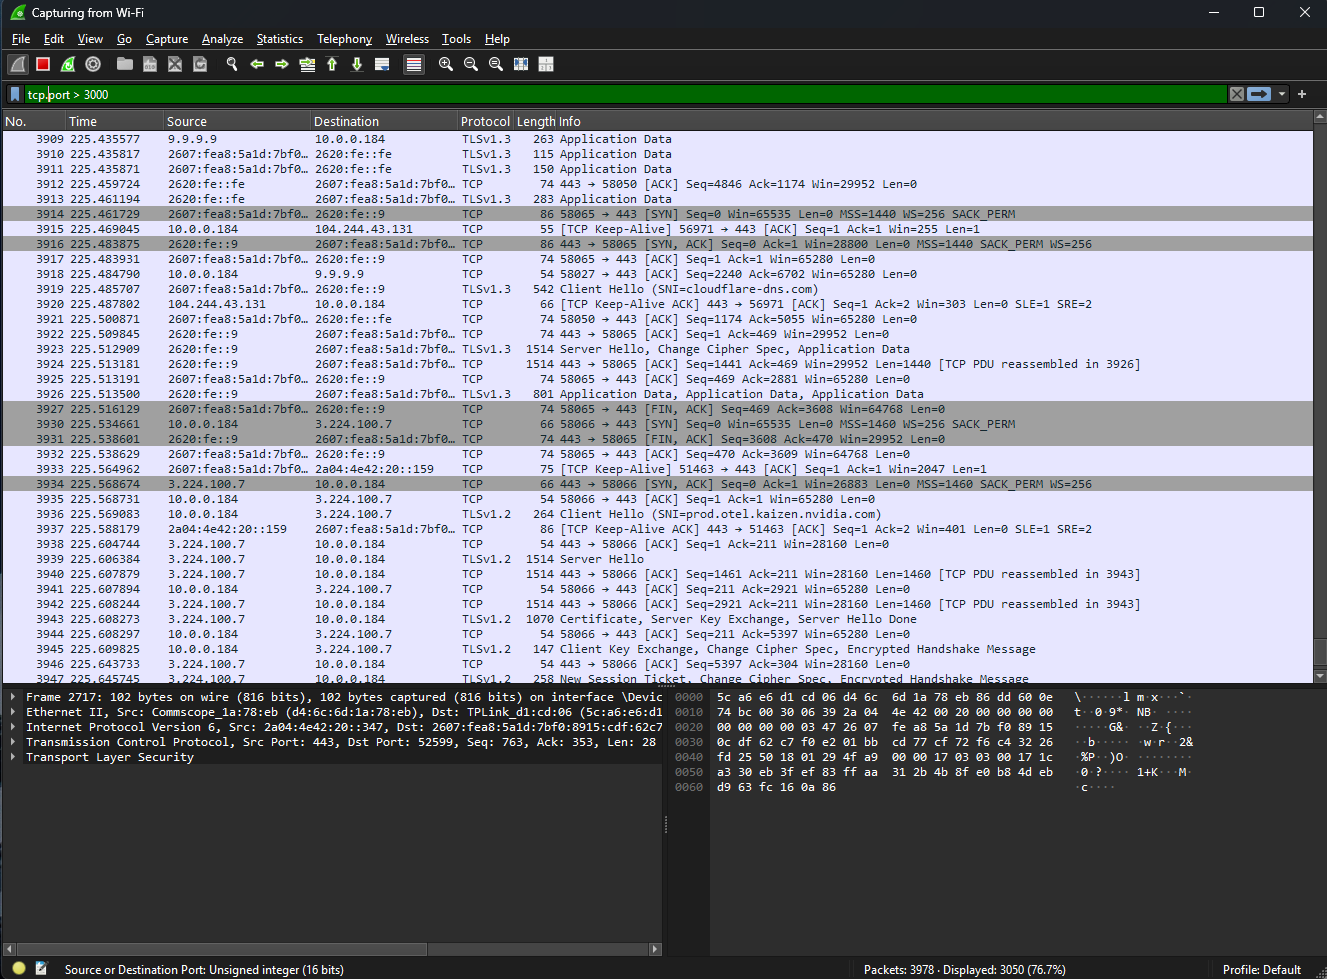 Capturing from Wi-Fi
File Edit View Go Capture Analyze Statistics Telephony Wireless Tools Help
tcp.port > 3000
No. Time Source Destination Protocol Length Info
3909 225.435577 9.9.9.9 10.0.0.184 TLSv1.3 263 Application Data
3910 225.435817 2607:fea8:5a1d:7bf0… 2620:fe::fe TLSv1.3 115 Application Data
3911 225.435871 2607:fea8:5a1d:7bf0… 2620:fe::fe TLSv1.3 150 Application Data
3912 225.459724 2620:fe::fe 2607:fea8:5a1d:7bf0… TCP 74 443 → 58050 [ACK] Seq=4846 Ack=1174 Win=29952 Len=0
3913 225.461194 2620:fe::fe 2607:fea8:5a1d:7bf0… TLSv1.3 283 Application Data
3914 225.461729 2607:fea8:5a1d:7bf0… 2620:fe::9 TCP 86 58065 → 443 [SYN] Seq=0 Win=65535 Len=0 MSS=1440 WS=256 SACK_PERM
3915 225.469045 10.0.0.184 104.244.43.131 TCP 55 [TCP Keep-Alive] 56971 → 443 [ACK] Seq=1 Ack=1 Win=255 Len=1
3916 225.483875 2620:fe::9 2607:fea8:5a1d:7bf0… TCP 86 443 → 58065 [SYN, ACK] Seq=0 Ack=1 Win=28800 Len=0 MSS=1440 SACK_PERM WS=256
3917 225.483931 2607:fea8:5a1d:7bf0… 2620:fe::9 TCP 74 58065 → 443 [ACK] Seq=1 Ack=1 Win=65280 Len=0
3918 225.484790 10.0.0.184 9.9.9.9 TCP 54 58027 → 443 [ACK] Seq=2240 Ack=6702 Win=65280 Len=0
3919 225.485707 2607:fea8:5a1d:7bf0… 2620:fe::9 TLSv1.3 542 Client Hello (SNI=cloudflare-dns.com)
3920 225.487802 104.244.43.131 10.0.0.184 TCP 66 [TCP Keep-Alive ACK] 443 → 56971 [ACK] Seq=1 Ack=2 Win=303 Len=0 SLE=1 SRE=2
3921 225.500871 2607:fea8:5a1d:7bf0… 2620:fe::fe TCP 74 58050 → 443 [ACK] Seq=1174 Ack=5055 Win=65280 Len=0
3922 225.509845 2620:fe::9 2607:fea8:5a1d:7bf0… TCP 74 443 → 58065 [ACK] Seq=1 Ack=469 Win=29952 Len=0
3923 225.512909 2620:fe::9 2607:fea8:5a1d:7bf0… TLSv1.3 1514 Server Hello, Change Cipher Spec, Application Data
3924 225.513181 2620:fe::9 2607:fea8:5a1d:7bf0… TCP 1514 443 → 58065 [ACK] Seq=1441 Ack=469 Win=29952 Len=1440 [TCP PDU reassembled in 3926]
3925 225.513191 2607:fea8:5a1d:7bf0… 2620:fe::9 TCP 74 58065 → 443 [ACK] Seq=469 Ack=2881 Win=65280 Len=0
3926 225.513500 2620:fe::9 2607:fea8:5a1d:7bf0… TLSv1.3 801 Application Data, Application Data, Application Data
3927 225.516129 2607:fea8:5a1d:7bf0… 2620:fe::9 TCP 74 58065 → 443 [FIN, ACK] Seq=469 Ack=3608 Win=64768 Len=0
3930 225.534661 10.0.0.184 3.224.100.7 TCP 66 58066 → 443 [SYN] Seq=0 Win=65535 Len=0 MSS=1460 WS=256 SACK_PERM
3931 225.538601 2620:fe::9 2607:fea8:5a1d:7bf0… TCP 74 443 → 58065 [FIN, ACK] Seq=3608 Ack=470 Win=29952 Len=0
3932 225.538629 2607:fea8:5a1d:7bf0… 2620:fe::9 TCP 74 58065 → 443 [ACK] Seq=470 Ack=3609 Win=64768 Len=0
3933 225.564962 2607:fea8:5a1d:7bf0… 2a04:4e42:20::159 TCP 75 [TCP Keep-Alive] 51463 → 443 [ACK] Seq=1 Ack=1 Win=2047 Len=1
3934 225.568674 3.224.100.7 10.0.0.184 TCP 66 443 → 58066 [SYN, ACK] Seq=0 Ack=1 Win=26883 Len=0 MSS=1460 SACK_PERM WS=256
3935 225.568731 10.0.0.184 3.224.100.7 TCP 54 58066 → 443 [ACK] Seq=1 Ack=1 Win=65280 Len=0
3936 225.569083 10.0.0.184 3.224.100.7 TLSv1.2 264 Client Hello (SNI=prod.otel.kaizen.nvidia.com)
3937 225.588179 2a04:4e42:20::159 2607:fea8:5a1d:7bf0… TCP 86 [TCP Keep-Alive ACK] 443 → 51463 [ACK] Seq=1 Ack=2 Win=401 Len=0 SLE=1 SRE=2
3938 225.604744 3.224.100.7 10.0.0.184 TCP 54 443 → 58066 [ACK] Seq=1 Ack=211 Win=28160 Len=0
3939 225.606384 3.224.100.7 10.0.0.184 TLSv1.2 1514 Server Hello
3940 225.607879 3.224.100.7 10.0.0.184 TCP 1514 443 → 58066 [ACK] Seq=1461 Ack=211 Win=28160 Len=1460 [TCP PDU reassembled in 3943]
3941 225.607894 10.0.0.184 3.224.100.7 TCP 54 58066 → 443 [ACK] Seq=211 Ack=2921 Win=65280 Len=0
3942 225.608244 3.224.100.7 10.0.0.184 TCP 1514 443 → 58066 [ACK] Seq=2921 Ack=211 Win=28160 Len=1460 [TCP PDU reassembled in 3943]
3943 225.608273 3.224.100.7 10.0.0.184 TLSv1.2 1070 Certificate, Server Key Exchange, Server Hello Done
3944 225.608297 10.0.0.184 3.224.100.7 TCP 54 58066 → 443 [ACK] Seq=211 Ack=5397 Win=65280 Len=0
3945 225.609825 10.0.0.184 3.224.100.7 TLSv1.2 147 Client Key Exchange, Change Cipher Spec, Encrypted Handshake Message
3946 225.643733 3.224.100.7 10.0.0.184 TCP 54 443 → 58066 [ACK] Seq=5397 Ack=304 Win=28160 Len=0
3947 225.645745 3.224.100.7 10.0.0.184 TLSv1.2 258 New Session Ticket, Change Cipher Spec, Encrypted Handshake Message
Frame 2717: 102 bytes on wire (816 bits), 102 bytes captured (816 bits) on interface \Devic
Ethernet II, Src: Commscope_1a:78:eb (d4:6c:6d:1a:78:eb), Dst: TPLink_d1:cd:06 (5c:a6:e6:d1
Internet Protocol Version 6, Src: 2a04:4e42:20::347, Dst: 2607:fea8:5a1d:7bf0:8915:cdf:62c7
Transmission Control Protocol, Src Port: 443, Dst Port: 52599, Seq: 763, Ack: 353, Len: 28
Transport Layer Security
0000 5c a6 e6 d1 cd 06 d4 6c 6d 1a 78 eb 86 dd 60 0e \······l m·x···`·
0010 74 bc 00 30 06 39 2a 04 4e 42 00 20 00 00 00 00 t··0·9*· NB· ····
0020 00 00 00 00 03 47 26 07 fe a8 5a 1d 7b f0 89 15 ·····G&· ··Z·{···
0030 0c df 62 c7 f0 e2 01 bb cd 77 cf 72 f6 c4 32 26 ··b····· ·w·r··2&
0040 fd 25 50 18 01 29 4f a9 00 00 17 03 03 00 17 1c ·%P··)O· ········
0050 a3 30 eb 3f ef 83 ff aa 31 2b 4b 8f e0 b8 4d eb ·0·?···· 1+K···M·
0060 d9 63 fc 16 0a 86 ·c····
Source or Destination Port: Unsigned integer (16 bits)
Packets: 3978 · Displayed: 3050 (76.7%)
Profile: Default